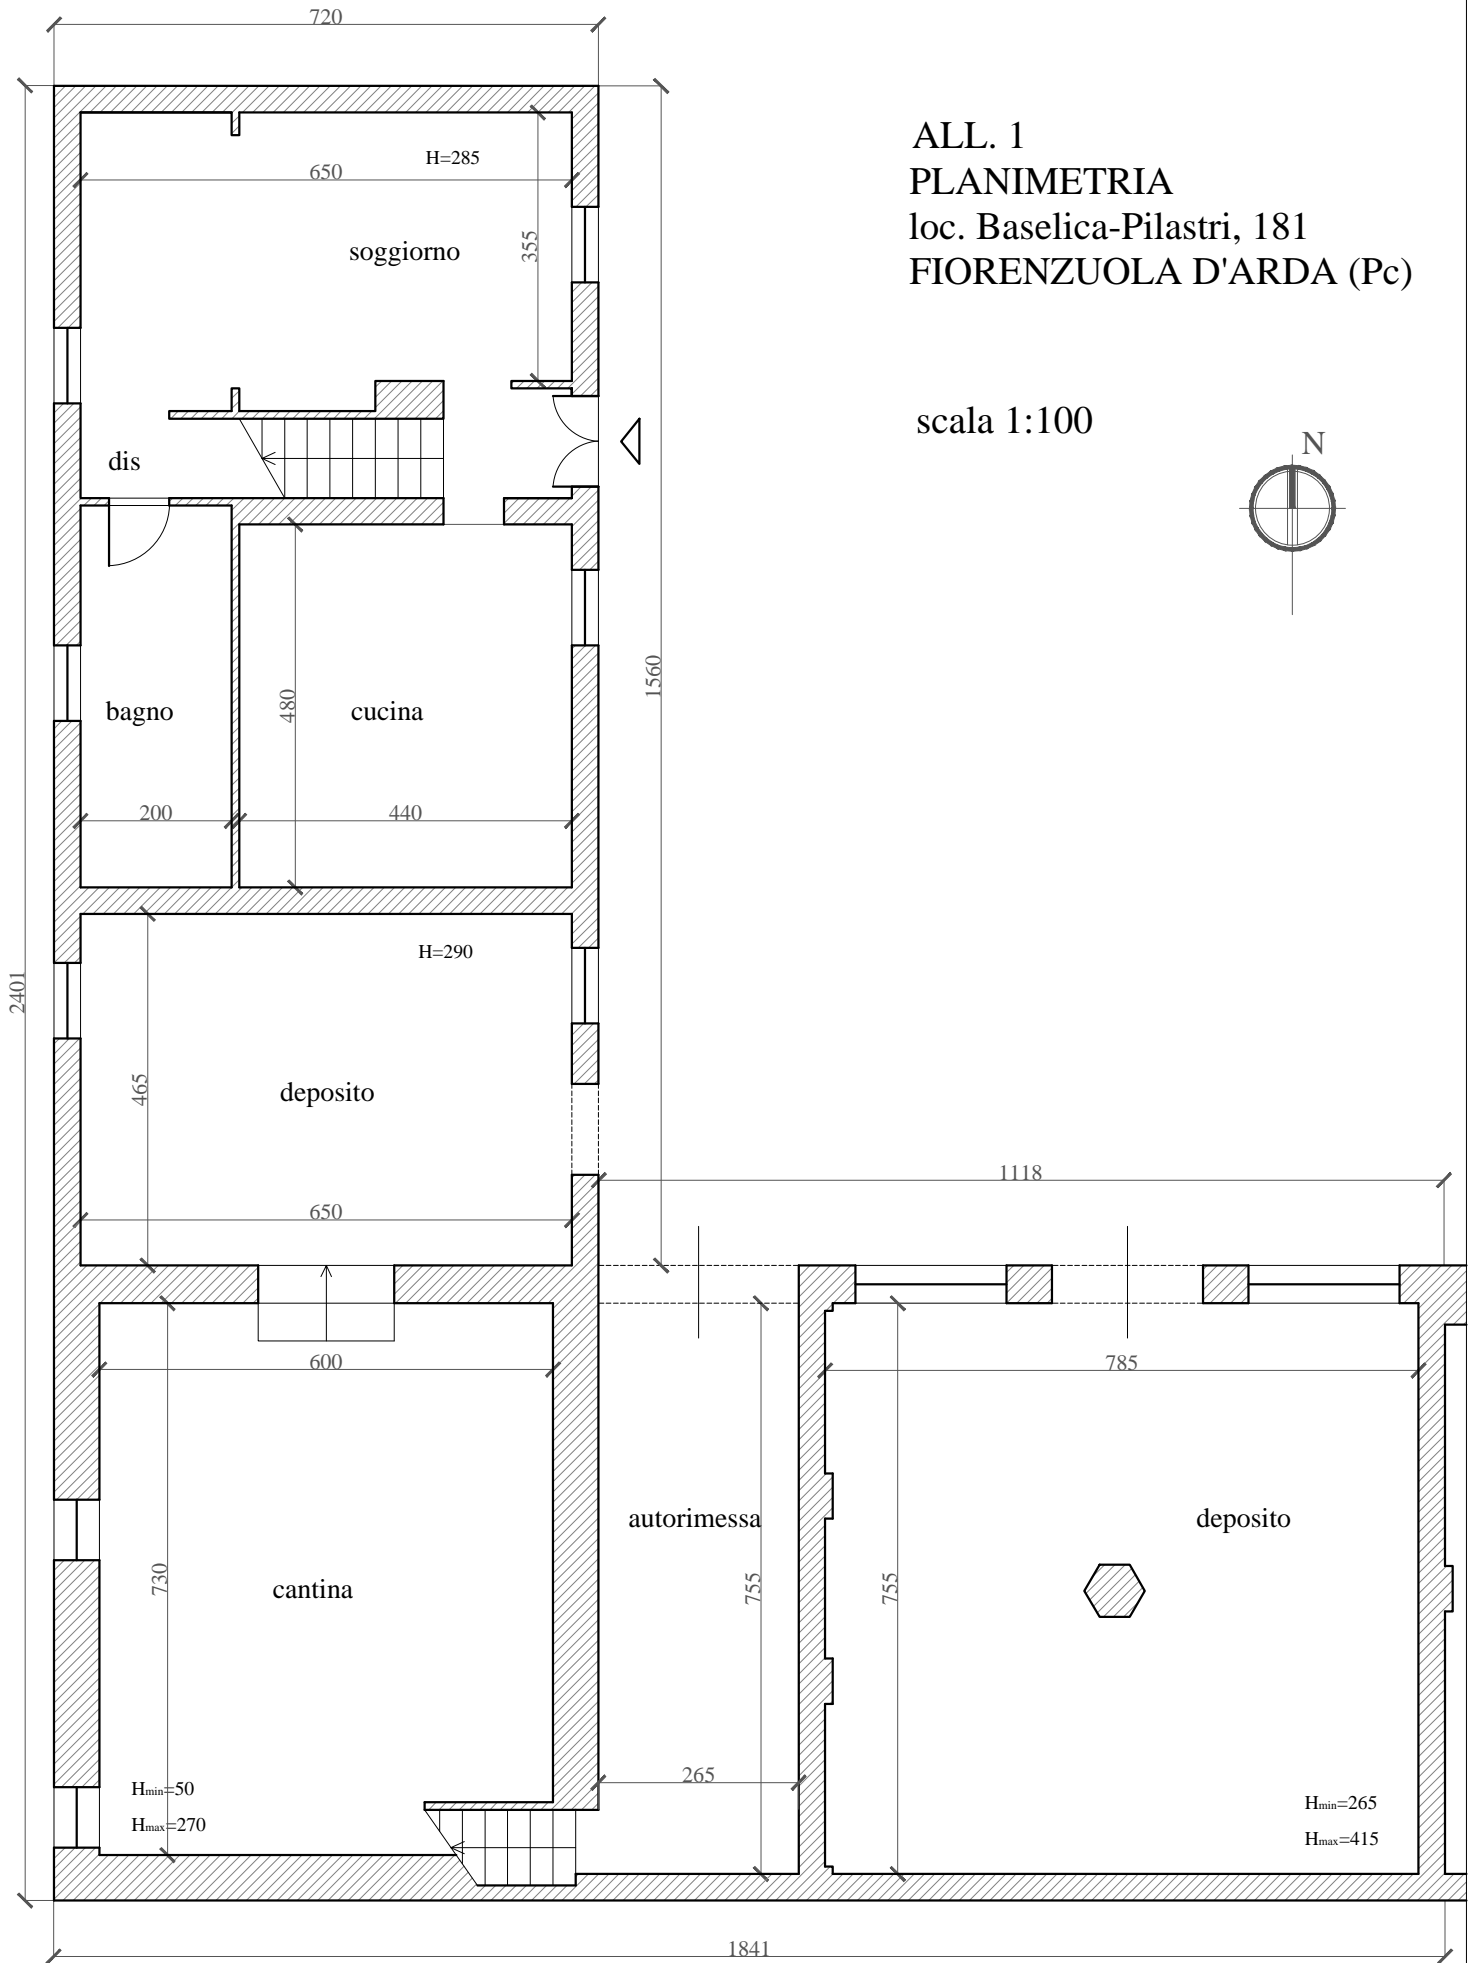 720
ALL. 1
PLANIMETRIA
loc. Baselica-Pilastri, 181
FIORENZUOLA D'ARDA (Pc)
H=285
650
355
soggiorno
scala 1:100
N
dis
1560
480
bagno
cucina
200
440
H=290
2401
465
deposito
1118
650
600
785
autorimessa
deposito
730
cantina
755
755
265
Hmin=50
Hmax=270
Hmin=265
Hmax=415
1841